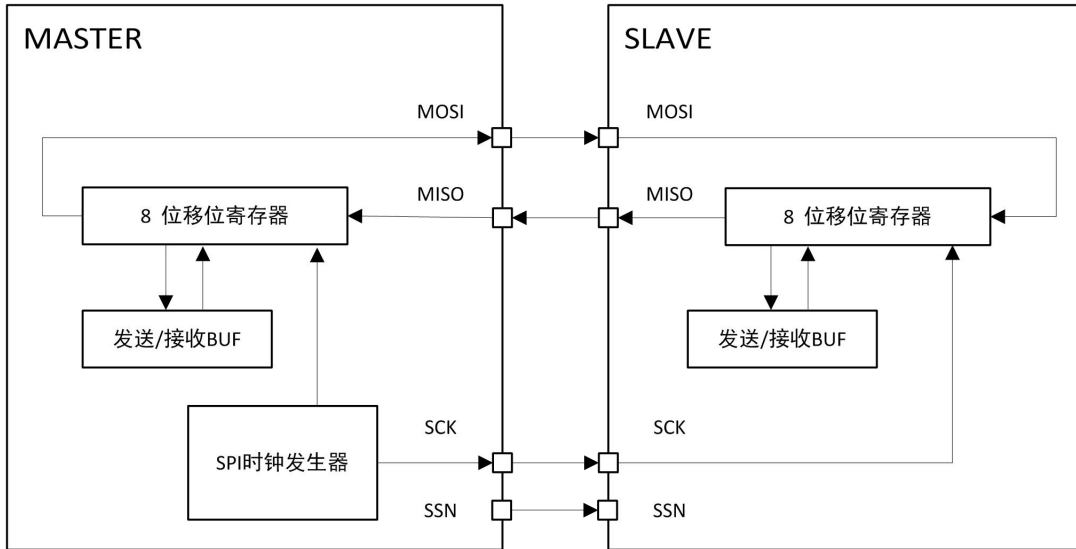 MASTER
SLAVE
MOSI
MOSI
MISO
MISO
8 位移位寄存器
8 位移位寄存器
发送/接收BUF
发送/接收BUF
SCK
SCK
SPI时钟发生器
SSN
SSN